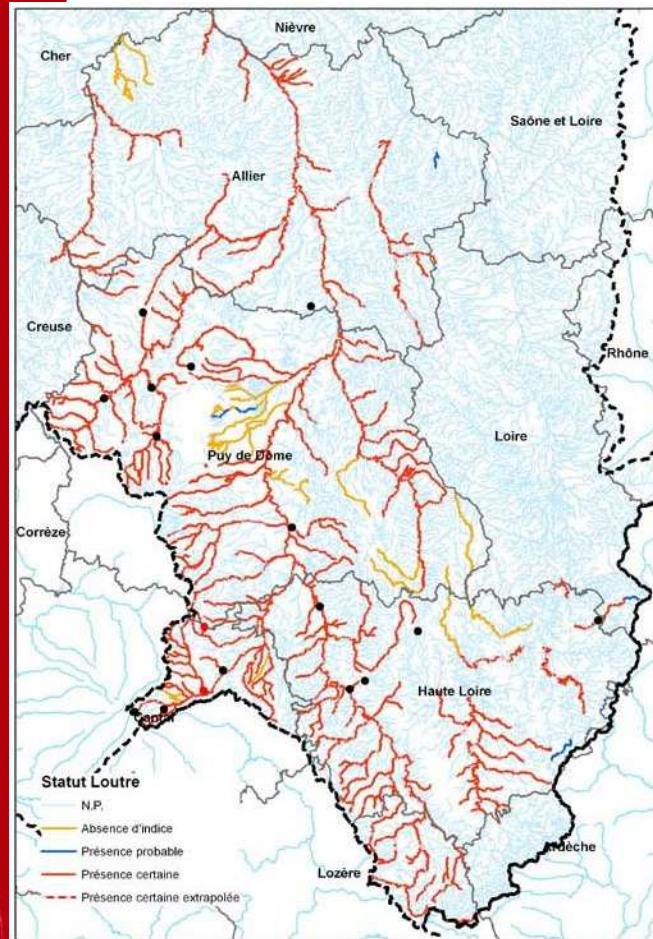 Nièvre
Cher
Saône et Loire
Allier
Creuse
Rhône
Loire
Puy de Dôme
Corrèze
Haute Loire
Cantal
Statut Loutre
N.P.
Absence d'indice
Présence probable
Ardèche
Présence certaine
Lozère
Présence certaine extrapolée